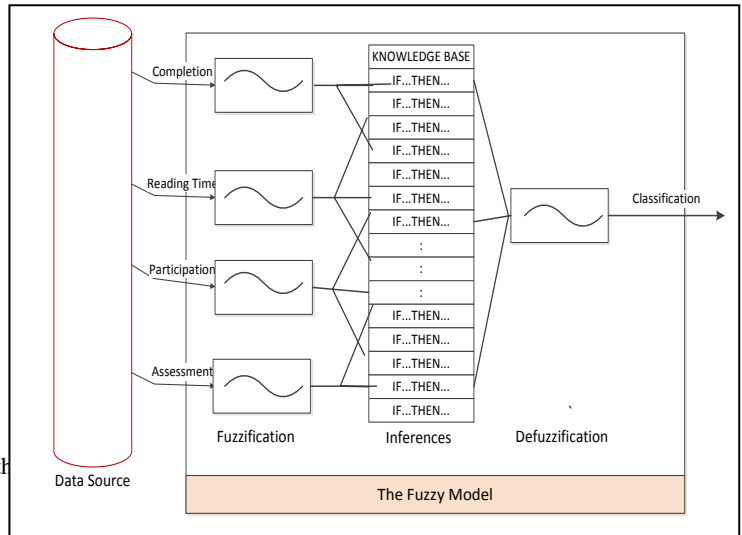 KNOWLEDGE BASE
Completion
IF...THEN...
IF...THEN...
IF...THEN...
IF...THEN...
IF...THEN...
Reading Time
IF...THEN...
Classification
IF...THEN...
:
:
Participation
:
IF...THEN...
IF...THEN...
IF...THEN...
Assessment
IF...THEN...
IF...THEN...
Fuzzification
Inferences
Defuzzification
Data Source
The Fuzzy Model